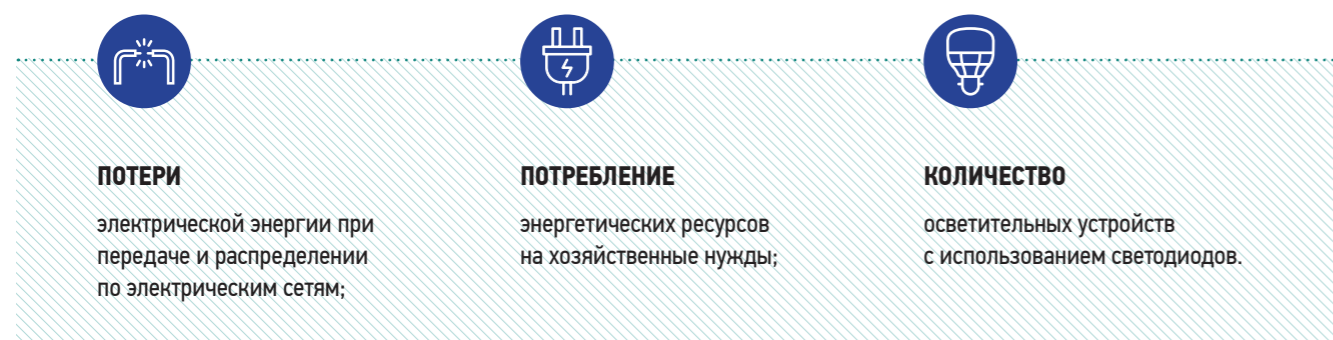 ПОТЕРИ
электрической энергии при
передаче и распределении
по электрическим сетям;
ПОТРЕБЛЕНИЕ
энергетических ресурсов
на хозяйственные нужды;
КОЛИЧЕСТВО
осветительных устройств
с использованием светодиодов.